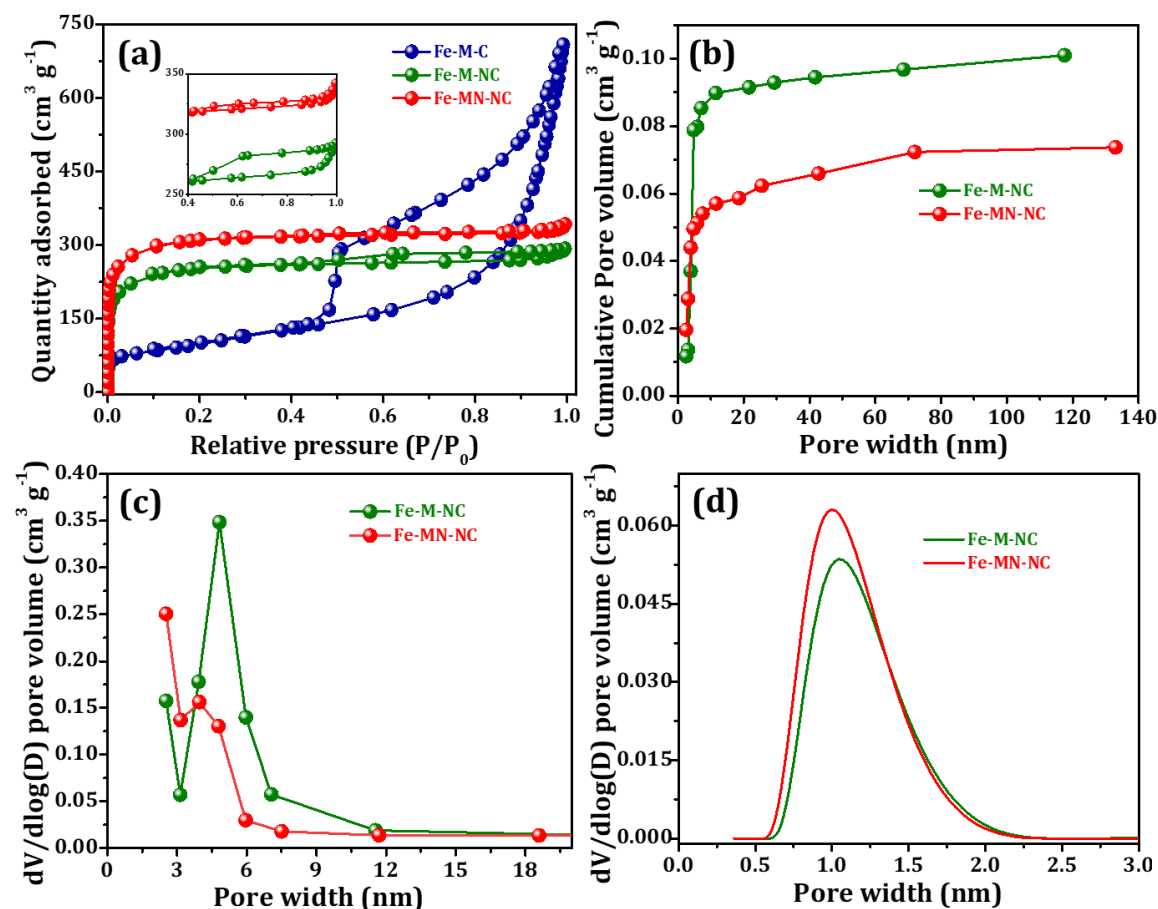 (a)
Fe-M-C
Fe-M-NC
Fe-MN-NC
Quantity adsorbed (cm³ g⁻¹)
750
600
450
300
150
0
350
300
250
0.4 0.6 0.8 1.0
0.0 0.2 0.4 0.6 0.8 1.0
Relative pressure (P/P₀)
(b)
Cumulative Pore volume (cm³ g⁻¹)
0.10
0.08
0.06
0.04
0.02
0.00
Fe-M-NC
Fe-MN-NC
0 20 40 60 80 100 120 140
Pore width (nm)
(c)
dV/dlog(D) pore volume (cm³ g⁻¹)
0.40
0.35
0.30
0.25
0.20
0.15
0.10
0.05
0.00
Fe-M-NC
Fe-MN-NC
3 6 9 12 15 18
Pore width (nm)
(d)
dV/dlog(D) pore volume (cm³ g⁻¹)
0.060
0.045
0.030
0.015
0.000
Fe-M-NC
Fe-MN-NC
0.0 0.5 1.0 1.5 2.0 2.5 3.0
Pore width (nm)